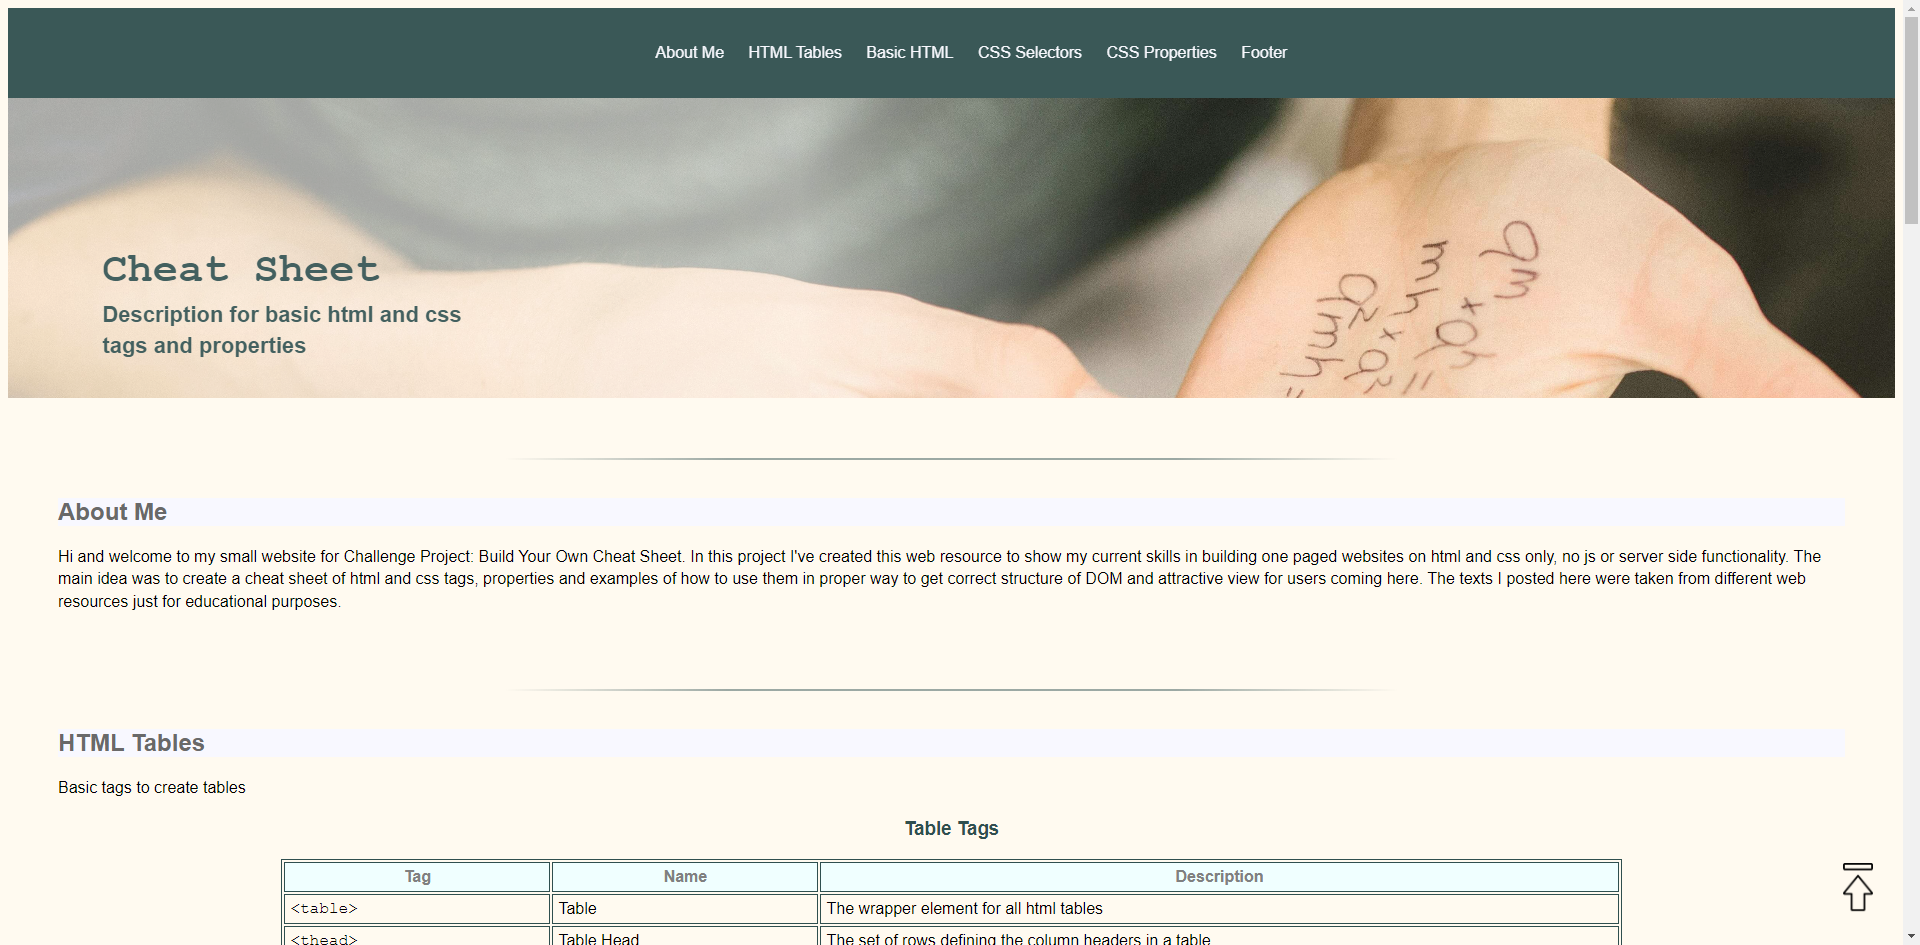 About Me HTML Tables Basic HTML CSS Selectors CSS Properties Footer
Cheat Sheet
Description for basic html and css
tags and properties
qm
mh × Qh
Q² × Q² =
qmh =
About Me
Hi and welcome to my small website for Challenge Project: Build Your Own Cheat Sheet. In this project I've created this web resource to show my current skills in building one paged websites on html and css only, no js or server side functionality. The
main idea was to create a cheat sheet of html and css tags, properties and examples of how to use them in proper way to get correct structure of DOM and attractive view for users coming here. The texts I posted here were taken from different web
resources just for educational purposes.
HTML Tables
Basic tags to create tables
Table Tags
Tag Name Description
<table> Table The wrapper element for all html tables
<thead> Table Head The set of rows defining the column headers in a table